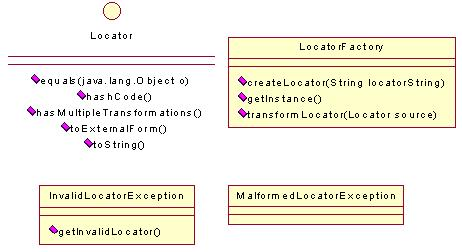 Locator
equals(java.lang.Object o)
hashCode()
hasMultipleTransformations()
toExternalForm()
toString()
LocatorFactory
createLocator(String locatorString)
getInstance()
transformLocator(Locator source)
InvalidLocatorException
getInvalidLocator()
MalformedLocatorException